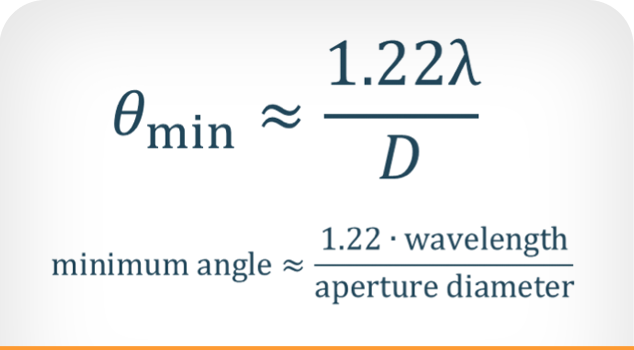 θmin ≈ 1.22λ / D
minimum angle ≈ 1.22 · wavelength / aperture diameter